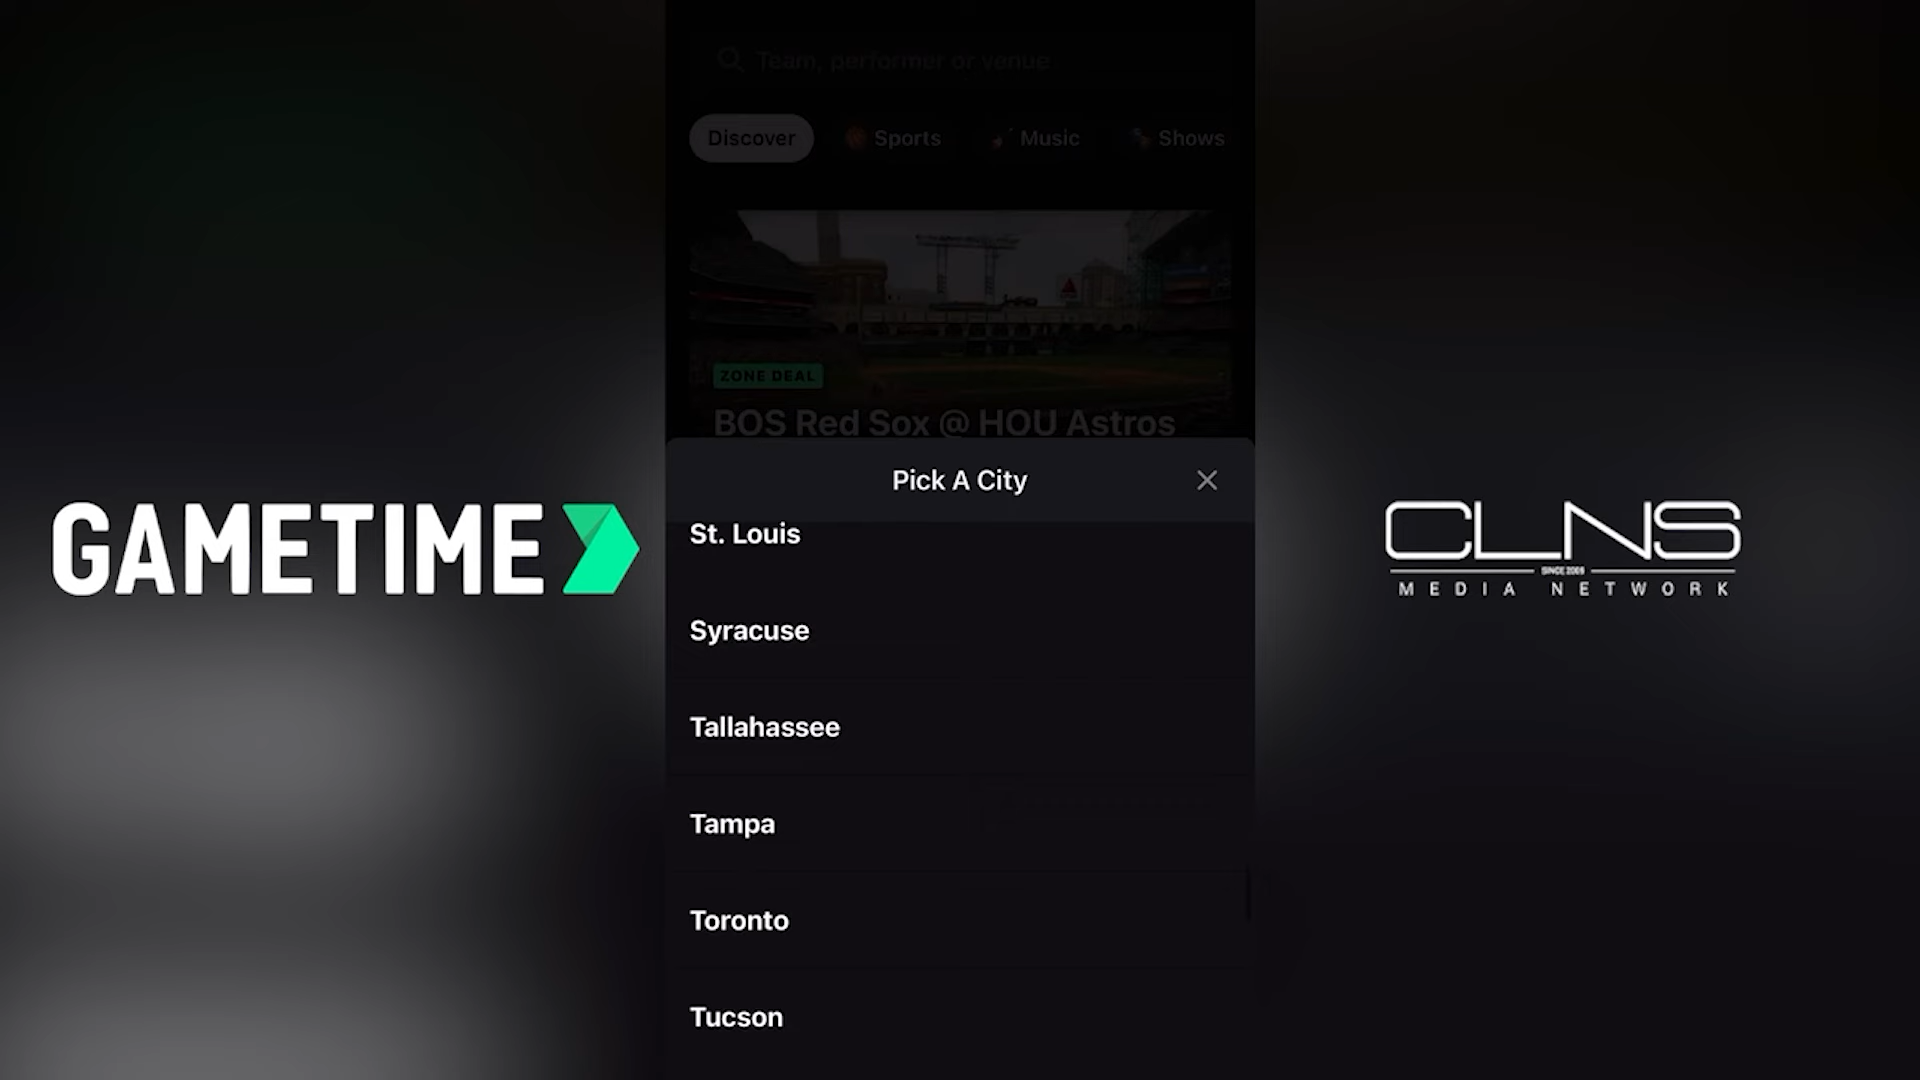 Team, performer or venue
Discover
Sports
Music
Shows
ZONE DEAL
BOS Red Sox @ HOU Astros
Pick A City
St. Louis
Syracuse
Tallahassee
Tampa
Toronto
Tucson
GAMETIME
CLNS
SINCE 2009
MEDIA NETWORK